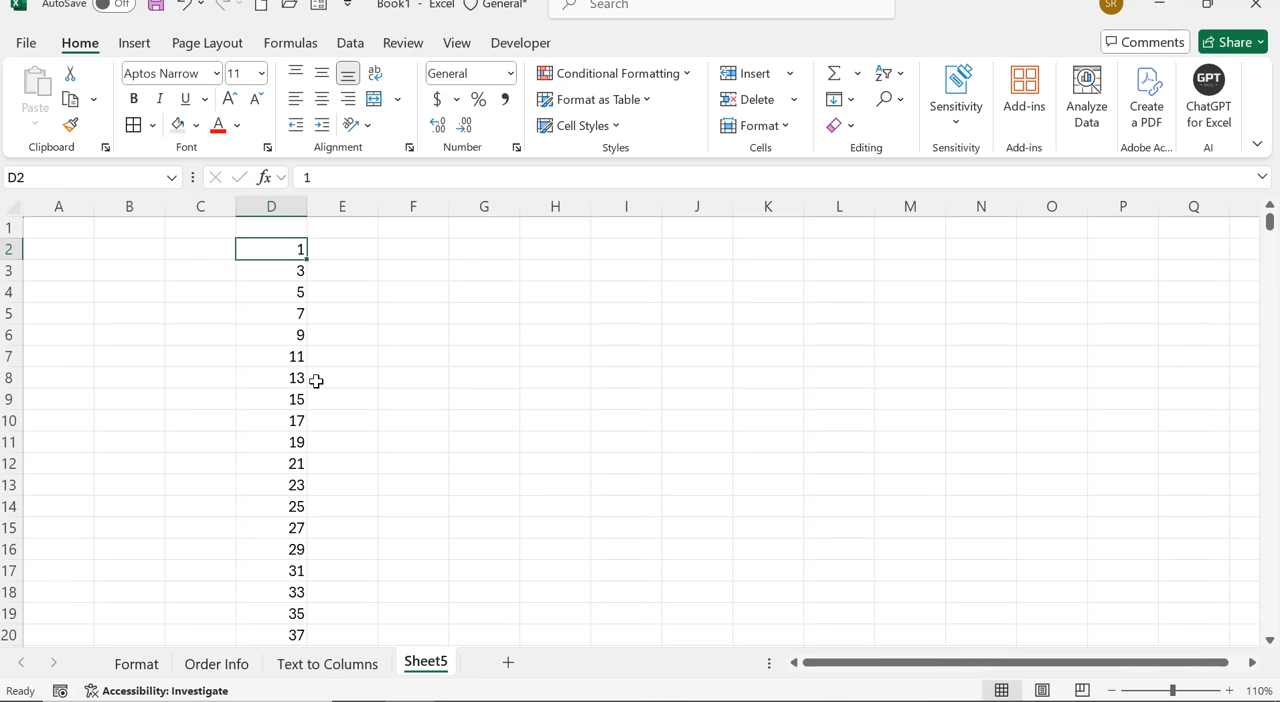 AutoSave Off Book1 - Excel General* Search SR
File Home Insert Page Layout Formulas Data Review View Developer Comments Share
Paste Aptos Narrow 11 General Conditional Formatting Insert Sensitivity Add-ins Analyze Data Create a PDF GPT ChatGPT for Excel
B I U A A ab $ % , Format as Table Delete
A Cell Styles Format
Clipboard Font Alignment Number Styles Cells Editing Sensitivity Add-ins Adobe Ac... AI
D2 fx 1
A B C D E F G H I J K L M N O P Q
1
2 1
3 3
4 5
5 7
6 9
7 11
8 13
9 15
10 17
11 19
12 21
13 23
14 25
15 27
16 29
17 31
18 33
19 35
20 37
Format Order Info Text to Columns Sheet5
Ready Accessibility: Investigate 110%